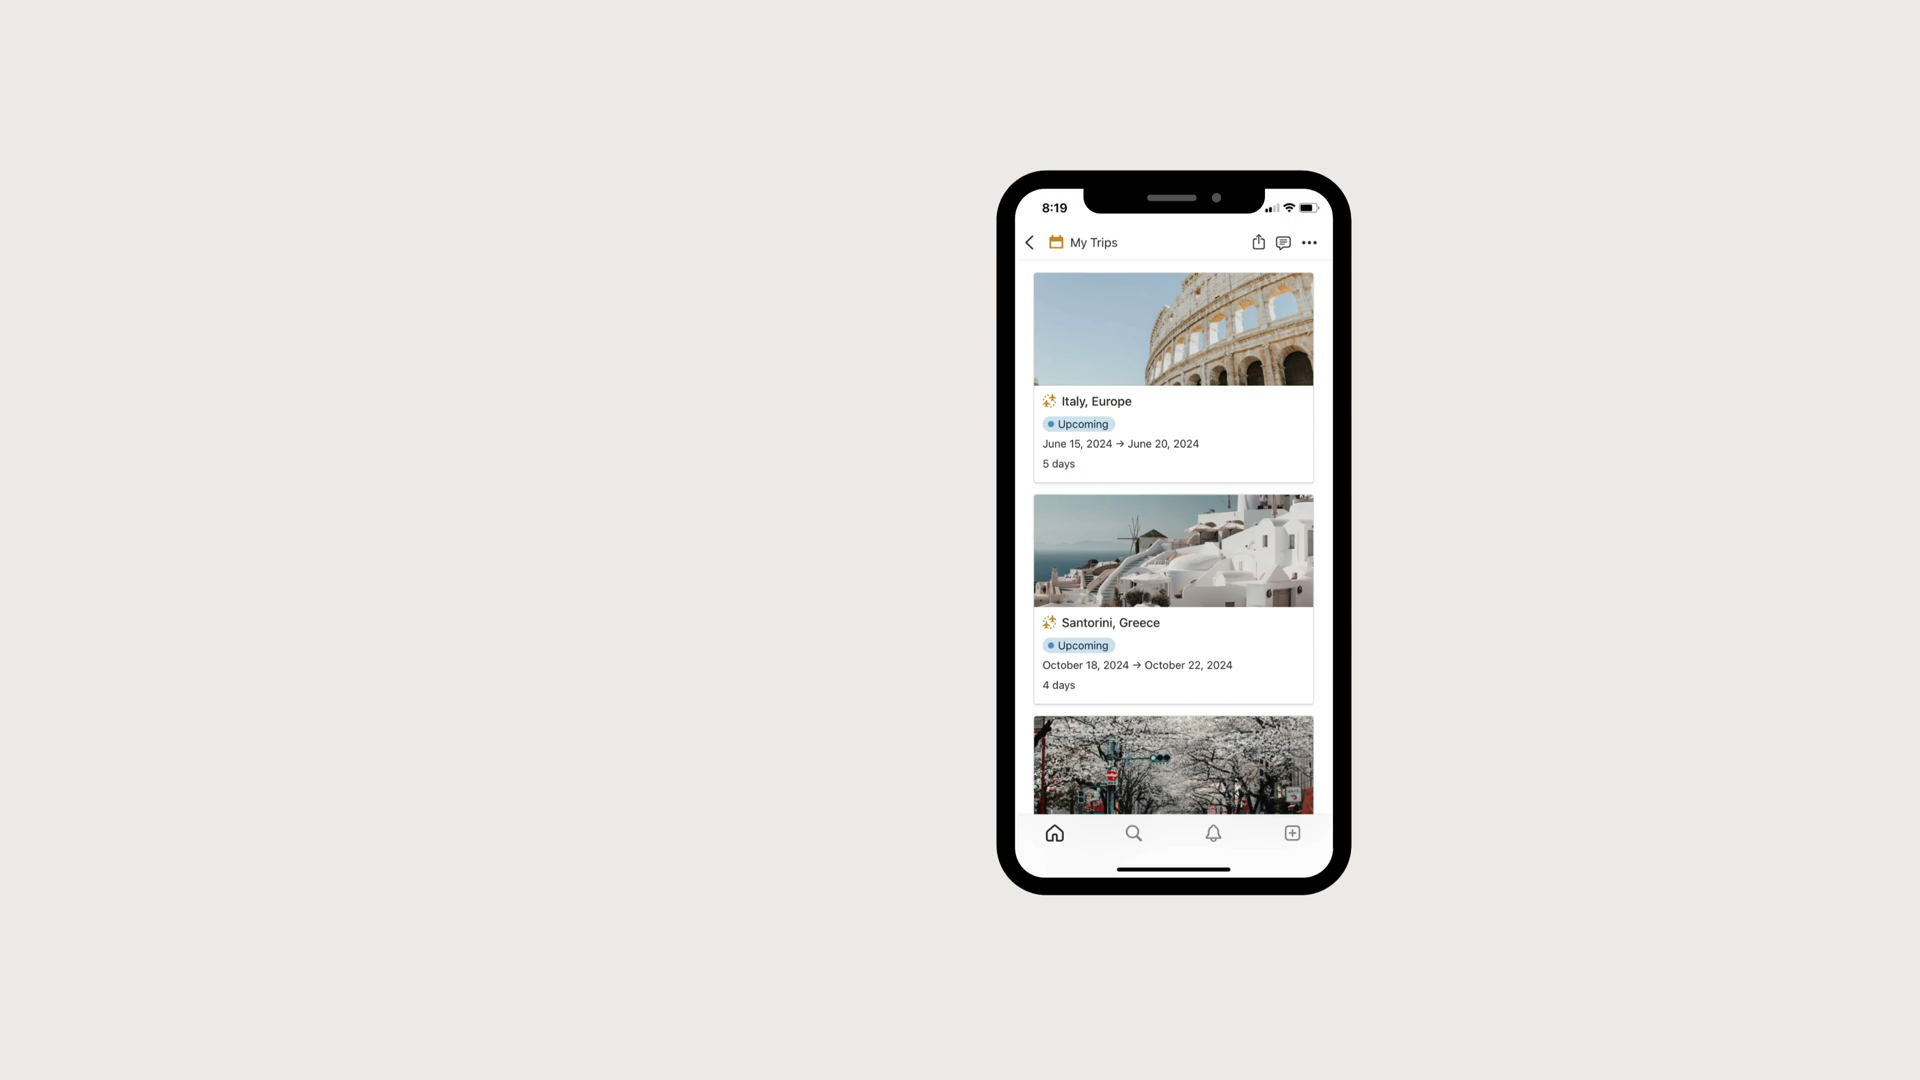 8:19
My Trips
Italy, Europe
Upcoming
June 15, 2024 → June 20, 2024
5 days
Santorini, Greece
Upcoming
October 18, 2024 → October 22, 2024
4 days